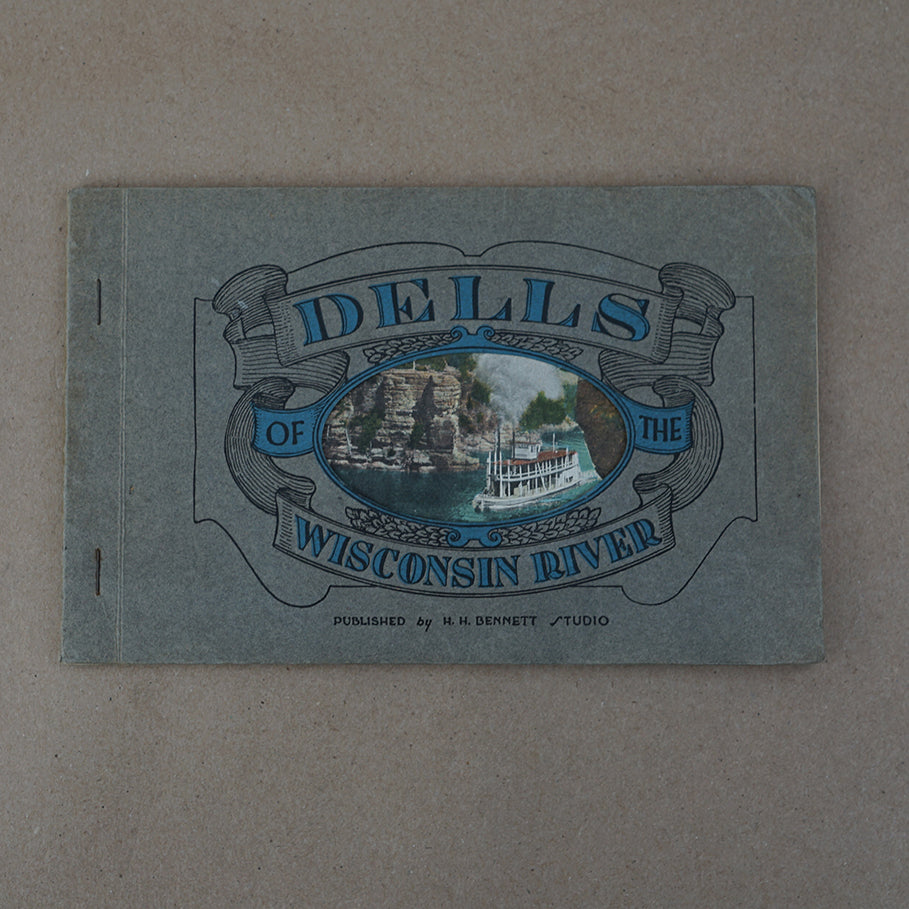 DELLS
OF THE
WISCONSIN RIVER
PUBLISHED by H. H. BENNETT STUDIO